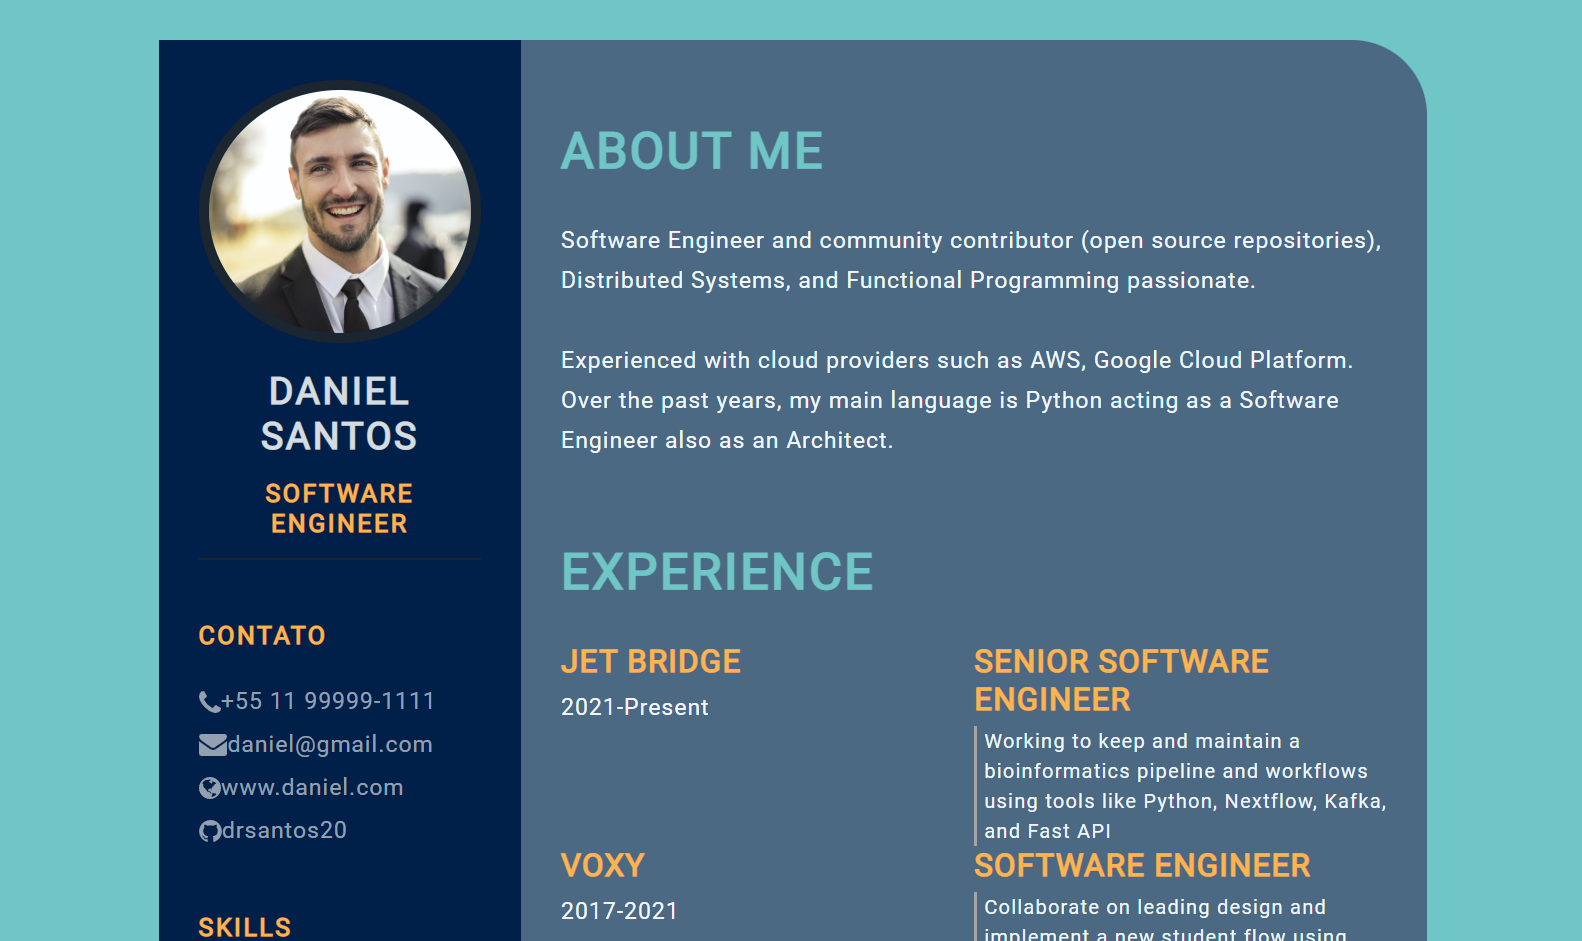 DANIEL
SANTOS
SOFTWARE
ENGINEER
CONTATO
+55 11 99999-1111
daniel@gmail.com
www.daniel.com
drsantos20
SKILLS
ABOUT ME
Software Engineer and community contributor (open source repositories),
Distributed Systems, and Functional Programming passionate.
Experienced with cloud providers such as AWS, Google Cloud Platform.
Over the past years, my main language is Python acting as a Software
Engineer also as an Architect.
EXPERIENCE
JET BRIDGE
2021-Present
SENIOR SOFTWARE
ENGINEER
Working to keep and maintain a
bioinformatics pipeline and workflows
using tools like Python, Nextflow, Kafka,
and Fast API
VOXY
2017-2021
SOFTWARE ENGINEER
Collaborate on leading design and
implement a new student flow using